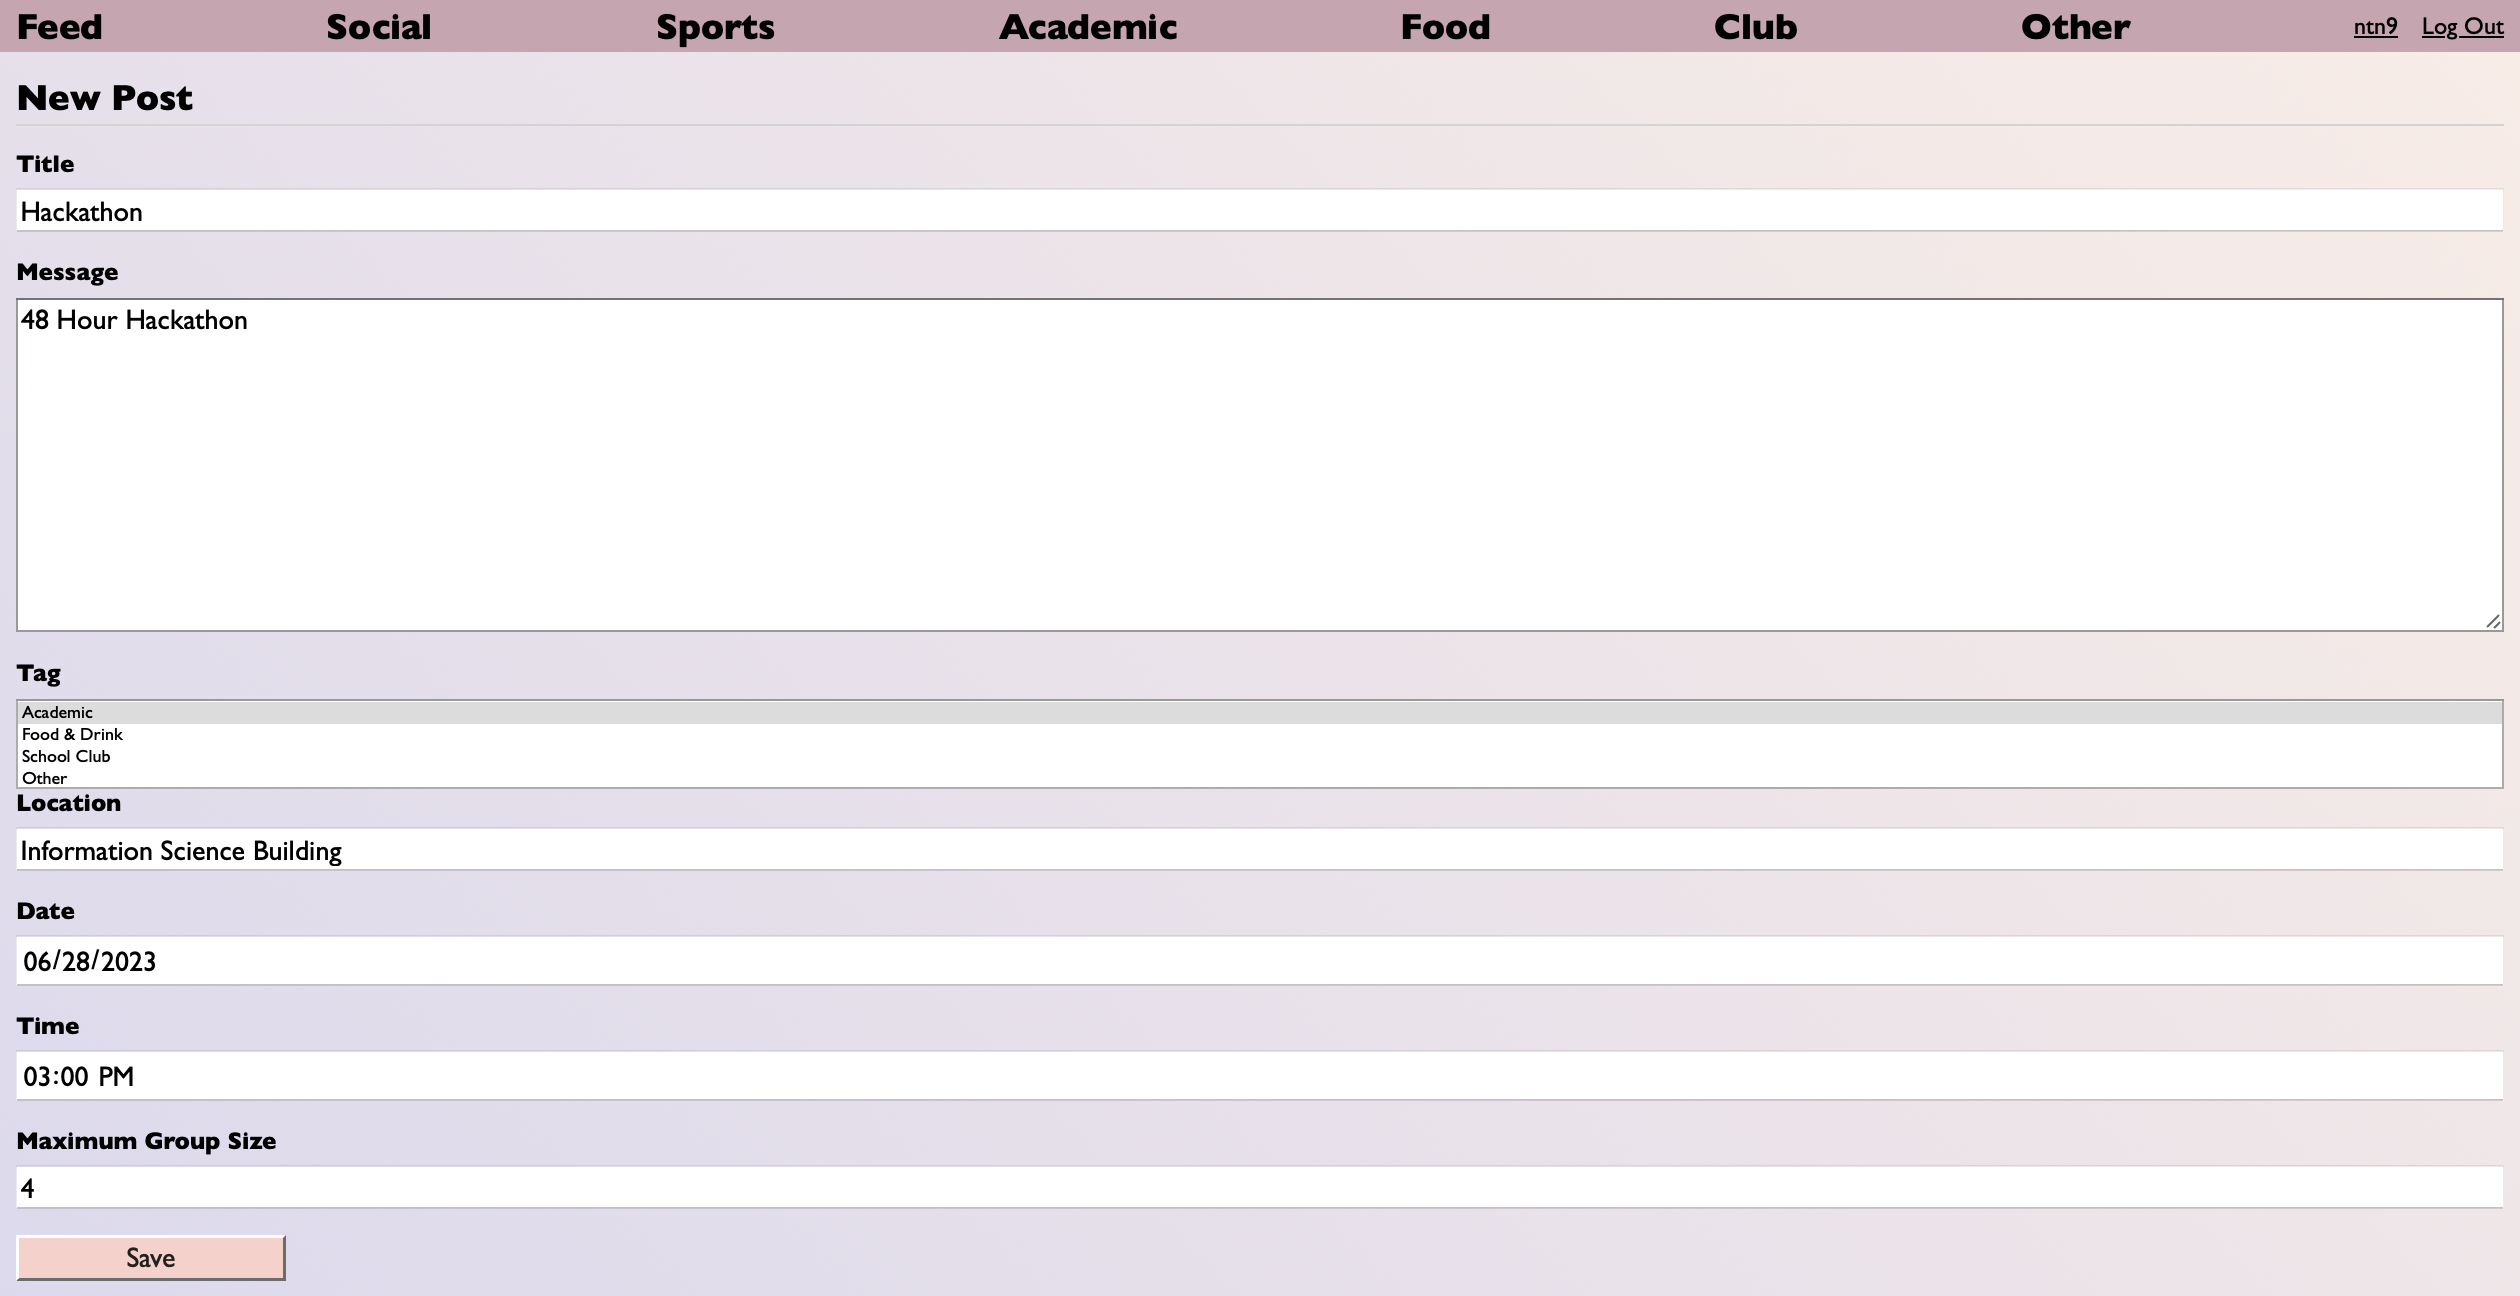 Feed Social Sports Academic Food Club Other ntn9 Log Out
New Post
Title
Hackathon
Message
48 Hour Hackathon
Tag
Academic
Food & Drink
School Club
Other
Location
Information Science Building
Date
06/28/2023
Time
03:00 PM
Maximum Group Size
4
Save